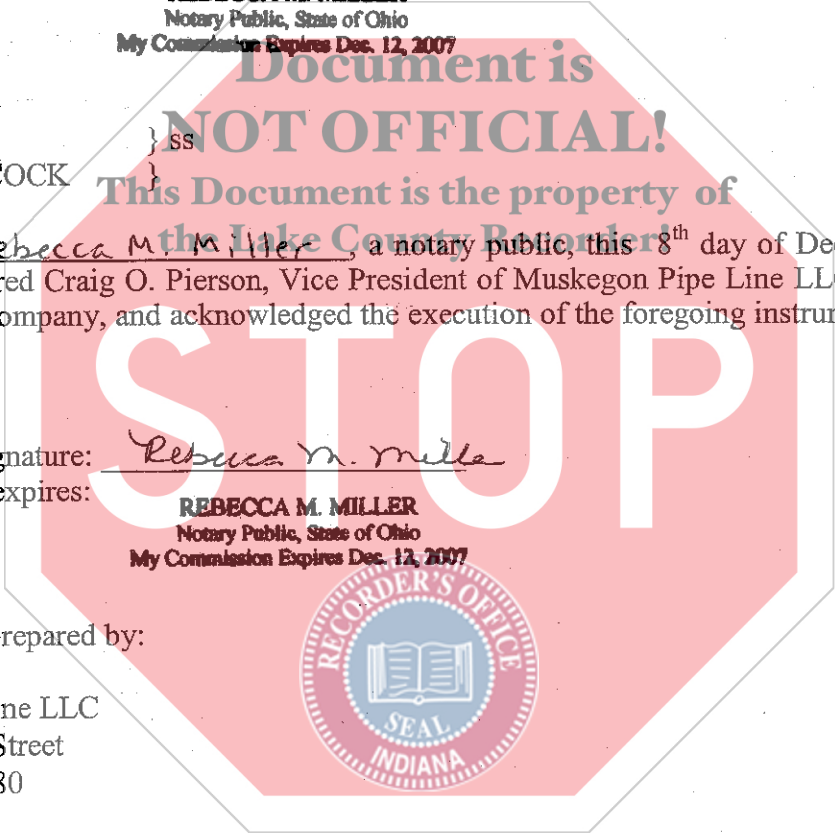 Notary Public, State of Ohio
My Commission Expires Dec. 12, 2007
Document is
NOT OFFICIAL!
} ss
COCK }
This Document is the property of
the Lake County Recorder!
ebecca M. Miller, a notary public, this 8th day of De
red Craig O. Pierson, Vice President of Muskegon Pipe Line LL
ompany, and acknowledged the execution of the foregoing instru
STOP
gnature: Rebecca M. Miller
expires:
REBECCA M. MILLER
Notary Public, State of Ohio
My Commission Expires Dec. 12, 2007
RECORDER'S OFFICE
SEAL
INDIANA
repared by:
ne LLC
Street
80